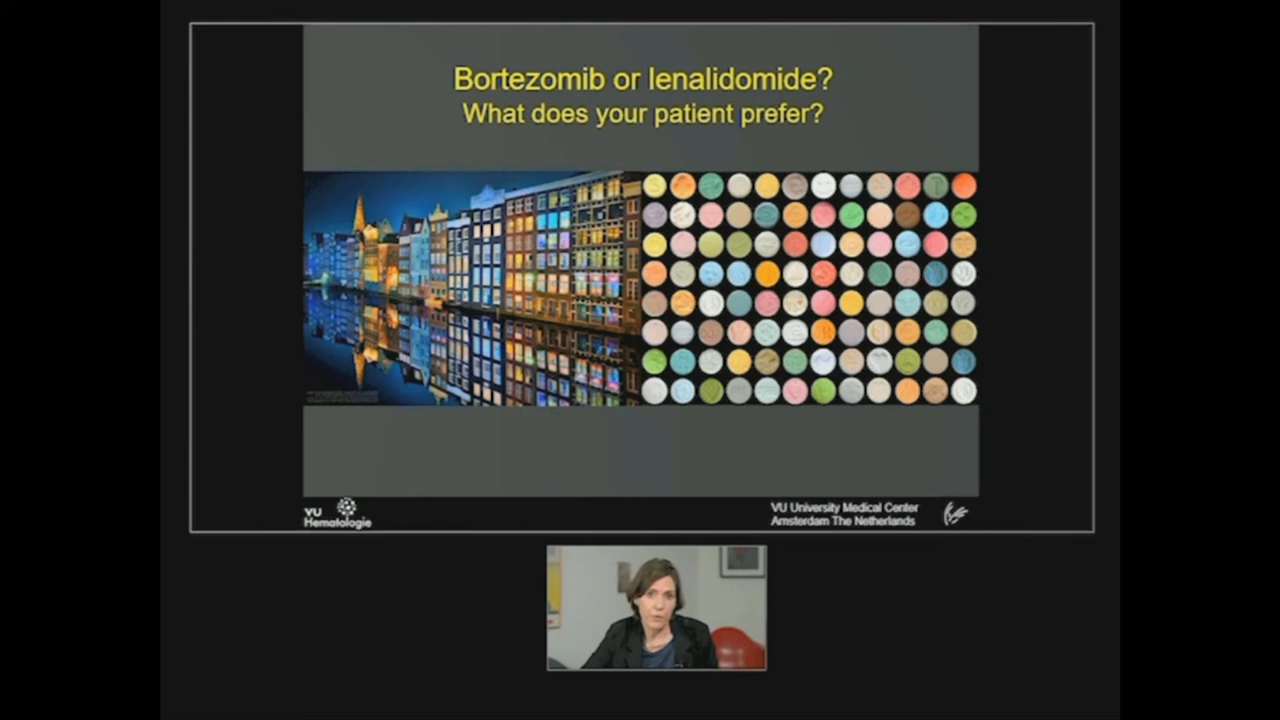 Bortezomib or lenalidomide?
What does your patient prefer?
VU
Hematologie
VU University Medical Center
Amsterdam The Netherlands